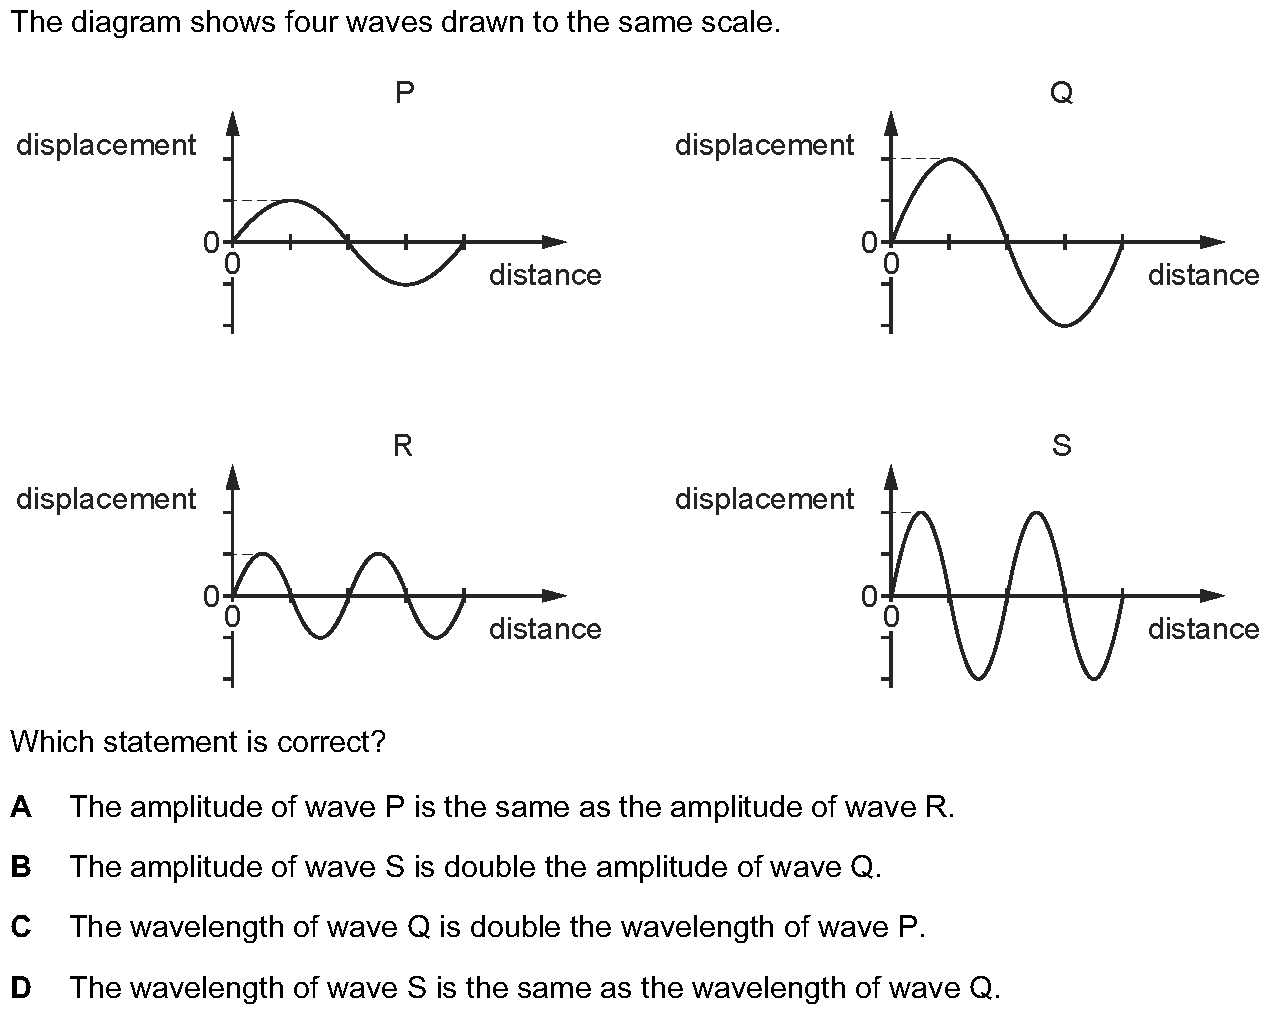 The diagram shows four waves drawn to the same scale.
P
displacement
0
0
distance
Q
displacement
0
0
distance
R
displacement
0
0
distance
S
displacement
0
0
distance
Which statement is correct?
A The amplitude of wave P is the same as the amplitude of wave R.
B The amplitude of wave S is double the amplitude of wave Q.
C The wavelength of wave Q is double the wavelength of wave P.
D The wavelength of wave S is the same as the wavelength of wave Q.